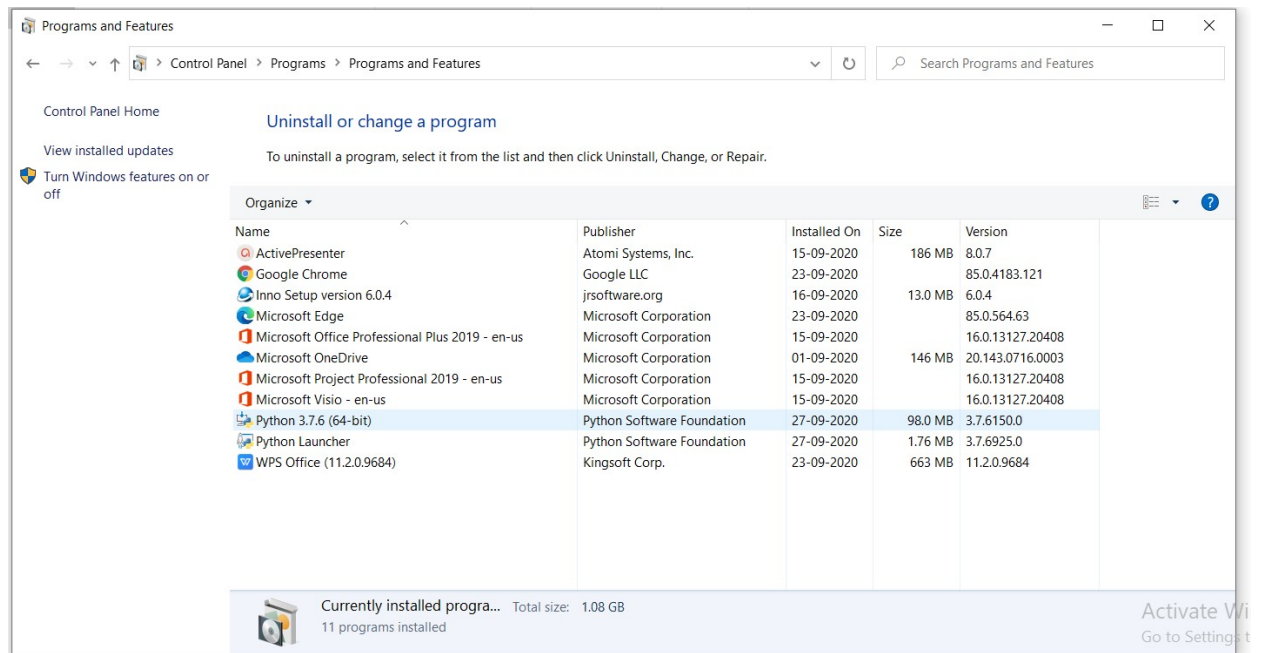 Programs and Features
Control Panel > Programs > Programs and Features
Search Programs and Features
Control Panel Home
View installed updates
Turn Windows features on or
off
Uninstall or change a program
To uninstall a program, select it from the list and then click Uninstall, Change, or Repair.
Organize
Name Publisher Installed On Size Version
ActivePresenter Atomi Systems, Inc. 15-09-2020 186 MB 8.0.7
Google Chrome Google LLC 23-09-2020 85.0.4183.121
Inno Setup version 6.0.4 jrsoftware.org 16-09-2020 13.0 MB 6.0.4
Microsoft Edge Microsoft Corporation 23-09-2020 85.0.564.63
Microsoft Office Professional Plus 2019 - en-us Microsoft Corporation 15-09-2020 16.0.13127.20408
Microsoft OneDrive Microsoft Corporation 01-09-2020 146 MB 20.143.0716.0003
Microsoft Project Professional 2019 - en-us Microsoft Corporation 15-09-2020 16.0.13127.20408
Microsoft Visio - en-us Microsoft Corporation 15-09-2020 16.0.13127.20408
Python 3.7.6 (64-bit) Python Software Foundation 27-09-2020 98.0 MB 3.7.6150.0
Python Launcher Python Software Foundation 27-09-2020 1.76 MB 3.7.6925.0
WPS Office (11.2.0.9684) Kingsoft Corp. 23-09-2020 663 MB 11.2.0.9684
Currently installed progra... Total size: 1.08 GB
11 programs installed
Activate Wi
Go to Settings t